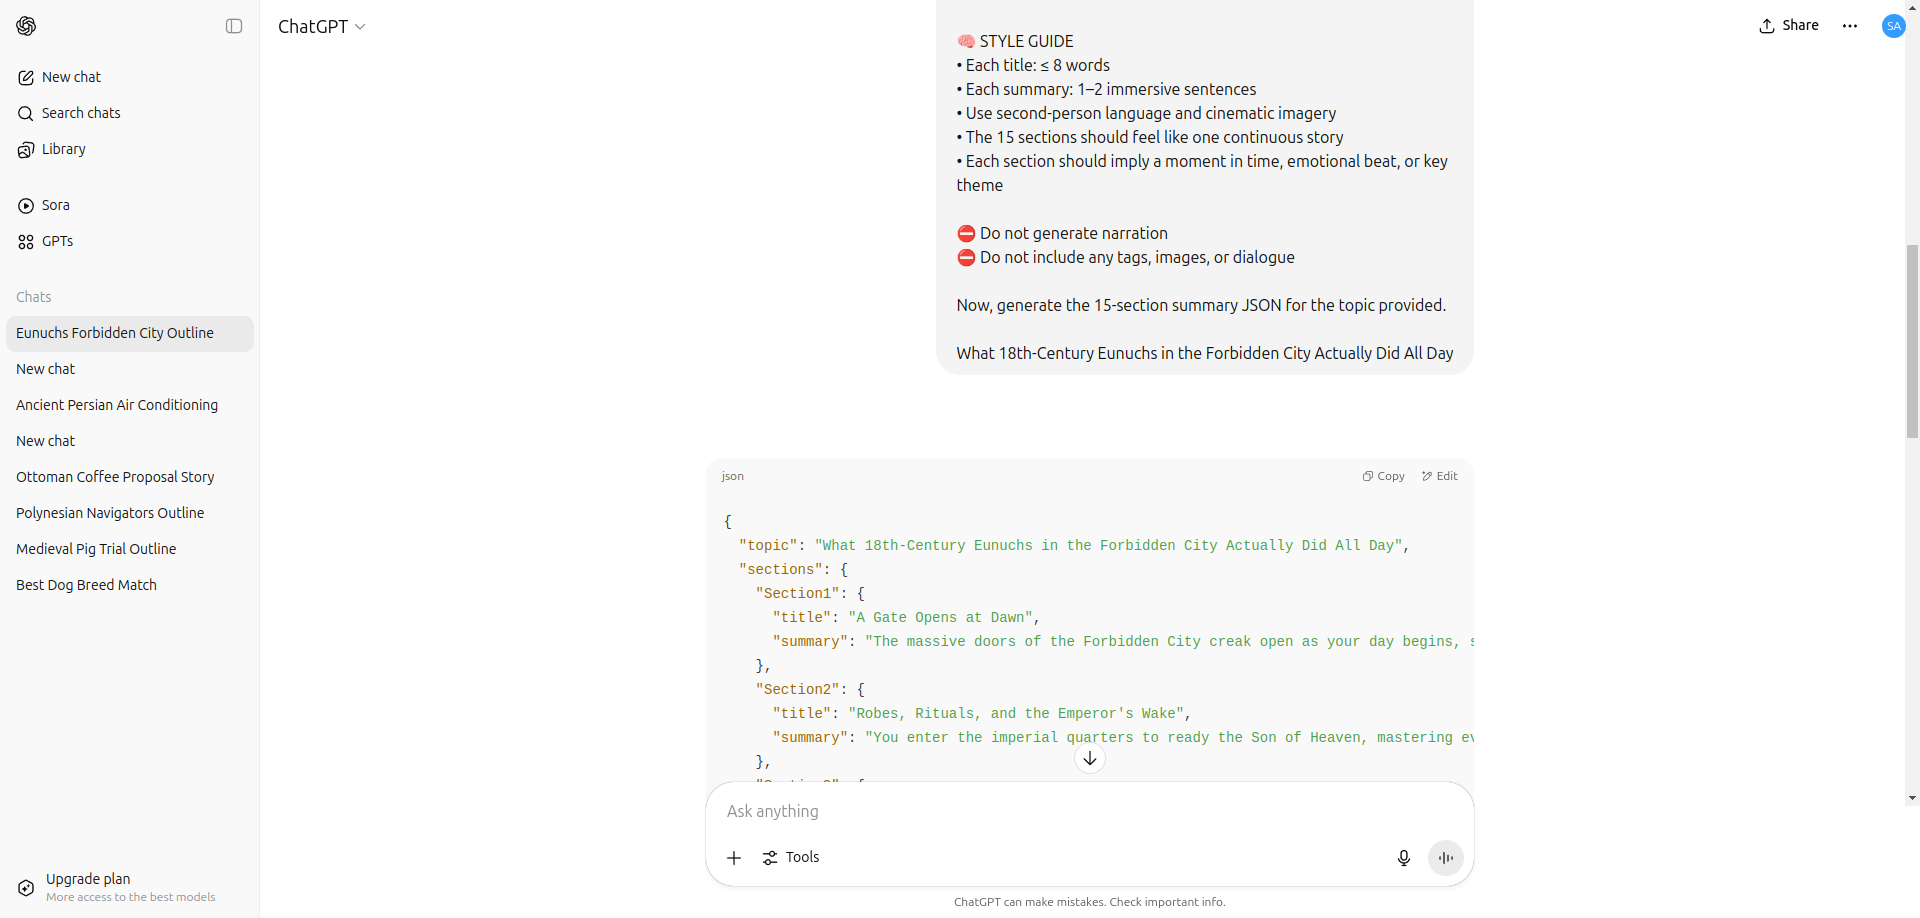 New chat
Search chats
Library
Sora
GPTs
Chats
Eunuchs Forbidden City Outline
New chat
Ancient Persian Air Conditioning
New chat
Ottoman Coffee Proposal Story
Polynesian Navigators Outline
Medieval Pig Trial Outline
Best Dog Breed Match
Upgrade plan
More access to the best models
ChatGPT
Share
SA
🧠 STYLE GUIDE
• Each title: ≤ 8 words
• Each summary: 1–2 immersive sentences
• Use second-person language and cinematic imagery
• The 15 sections should feel like one continuous story
• Each section should imply a moment in time, emotional beat, or key
theme
⛔ Do not generate narration
⛔ Do not include any tags, images, or dialogue
Now, generate the 15-section summary JSON for the topic provided.
What 18th-Century Eunuchs in the Forbidden City Actually Did All Day
json
Copy
Edit
{
"topic": "What 18th-Century Eunuchs in the Forbidden City Actually Did All Day",
"sections": {
"Section1": {
"title": "A Gate Opens at Dawn",
"summary": "The massive doors of the Forbidden City creak open as your day begins,
},
"Section2": {
"title": "Robes, Rituals, and the Emperor's Wake",
"summary": "You enter the imperial quarters to ready the Son of Heaven, mastering
},
Ask anything
Tools
ChatGPT can make mistakes. Check important info.